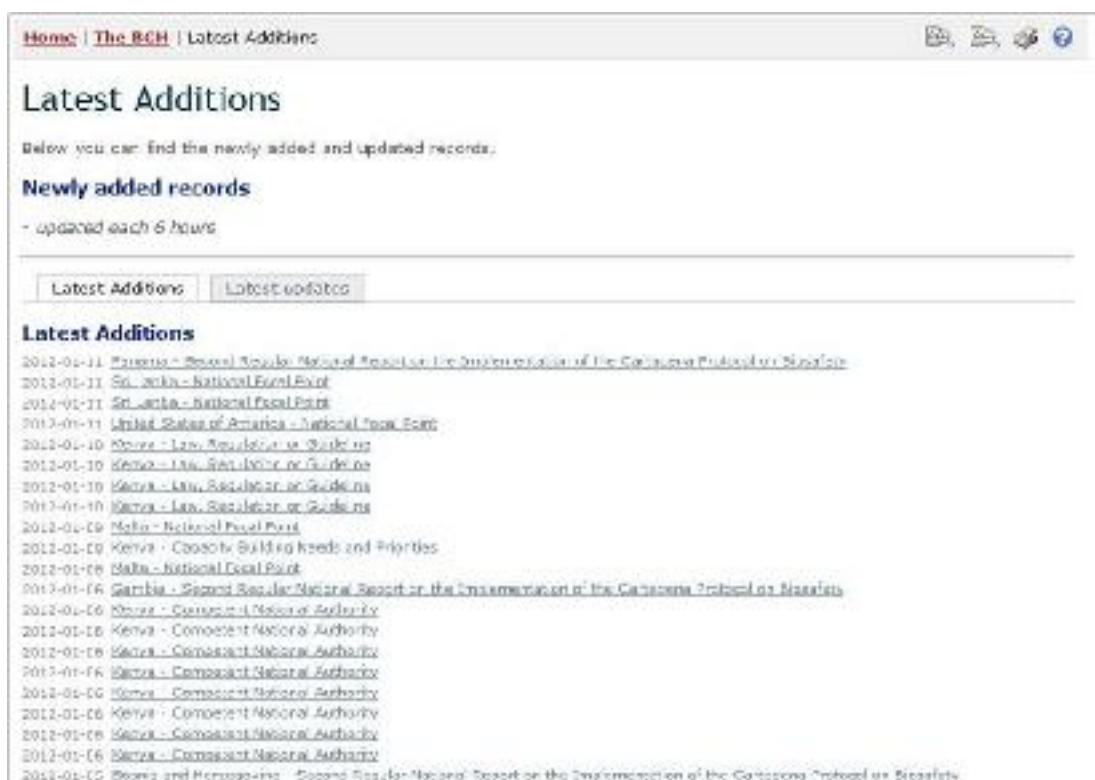 Home | The BCH | Latest Additions
Latest Additions
Below you can find the newly added and updated records.
Newly added records
- updated each 6 hours
Latest Additions
Latest updates
Latest Additions
2012-01-11 Panama - Second Regular National Report on the Implementation of the Cartagena Protocol on Biosafety
2012-01-11 Sri Lanka - National Focal Point
2012-01-11 Sri Lanka - National Focal Point
2012-01-11 United States of America - National Focal Point
2012-01-10 Kenya - Law, Regulation or Guideline
2012-01-10 Kenya - Law, Regulation or Guideline
2012-01-10 Kenya - Law, Regulation or Guideline
2012-01-10 Kenya - Law, Regulation or Guideline
2012-01-09 Malta - National Focal Point
2012-01-09 Kenya - Capacity Building Needs and Priorities
Malta - National Focal Point
2012-01-06 Gambia - Second Regular National Report on the Implementation of the Cartagena Protocol on Biosafety
2012-01-06 Kenya - Competent National Authority
2012-01-06 Kenya - Competent National Authority
2012-01-06 Kenya - Competent National Authority
2012-01-06 Kenya - Competent National Authority
2012-01-06 Kenya - Competent National Authority
2012-01-06 Kenya - Competent National Authority
2012-01-06 Kenya - Competent National Authority
2012-01-06 Kenya - Competent National Authority
Bosnia and Herzegovina - Second Regular National Report on the Implementation of the Cartagena Protocol on Biosafety